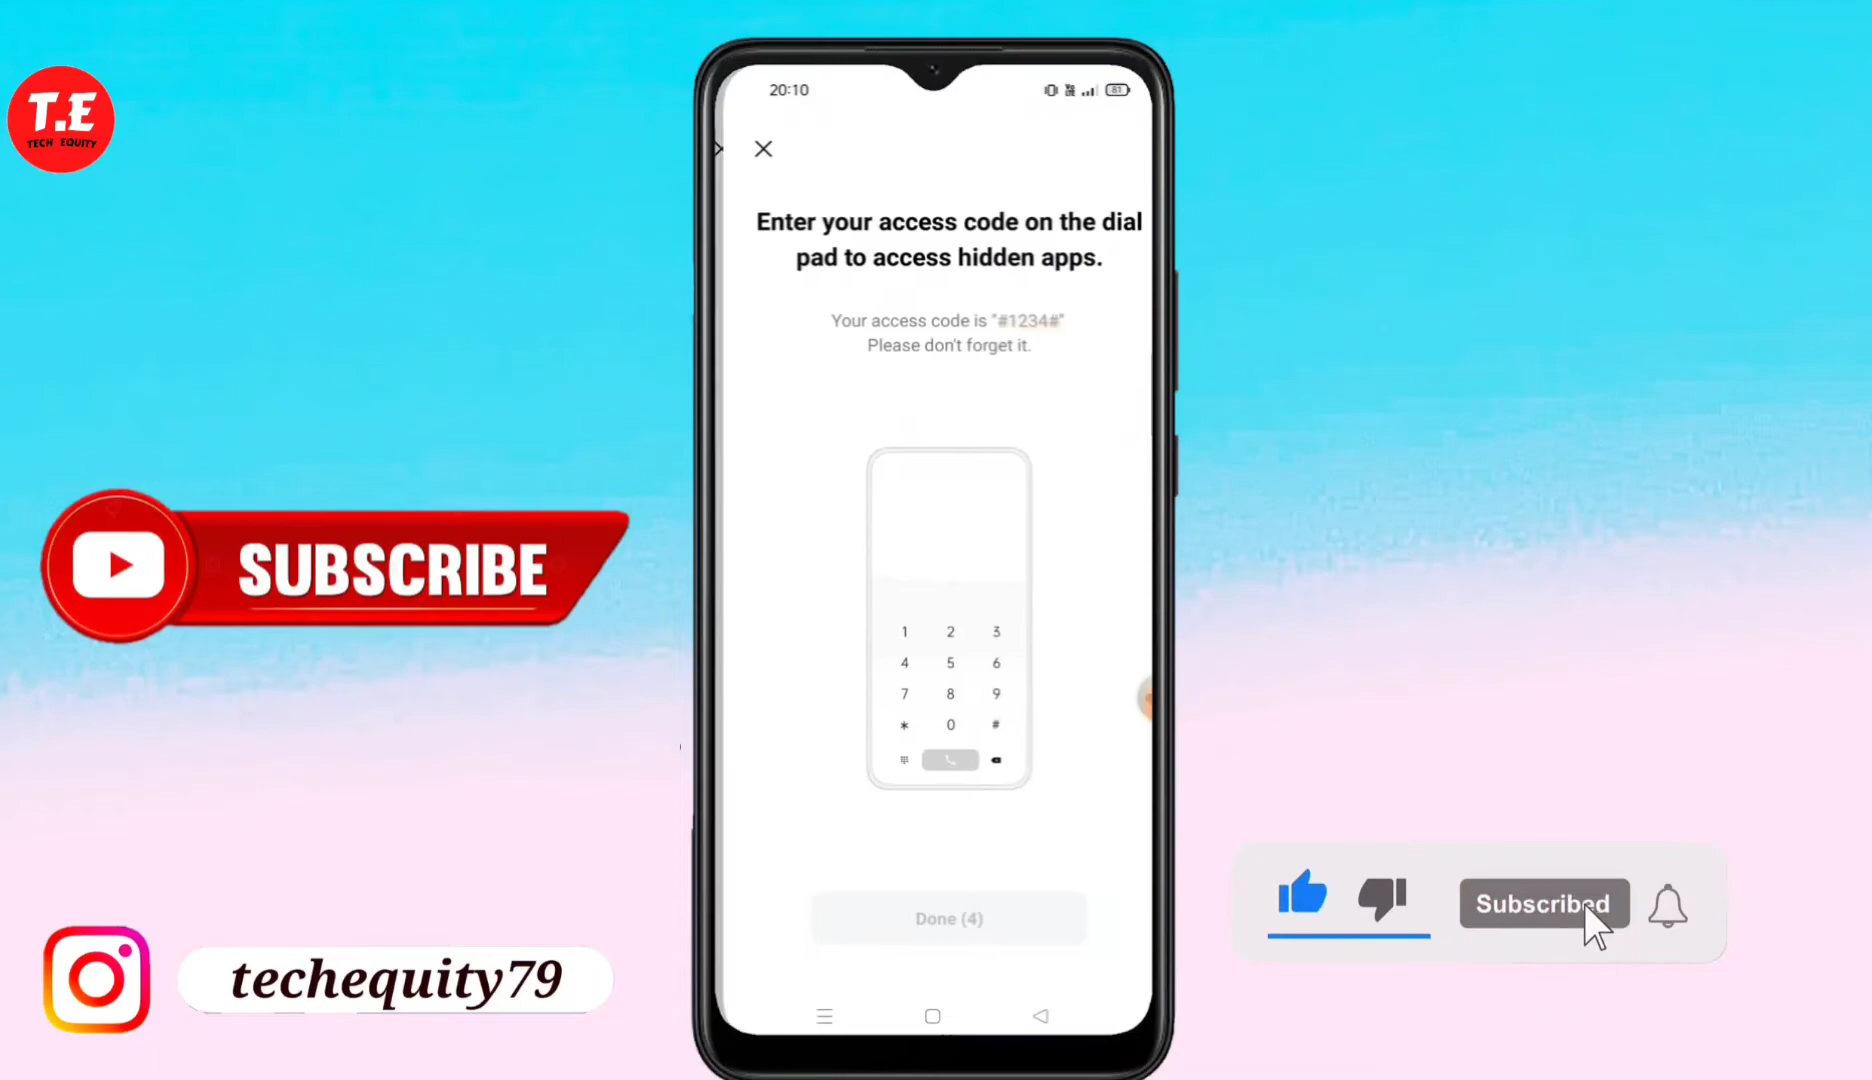 T.E
TECH EQUITY
20:10
81
Enter your access code on the dial
pad to access hidden apps.
Your access code is "#1234#"
Please don't forget it.
SUBSCRIBE
1 2 3
4 5 6
7 8 9
* 0 #
Done (4)
Subscribed
techequity79